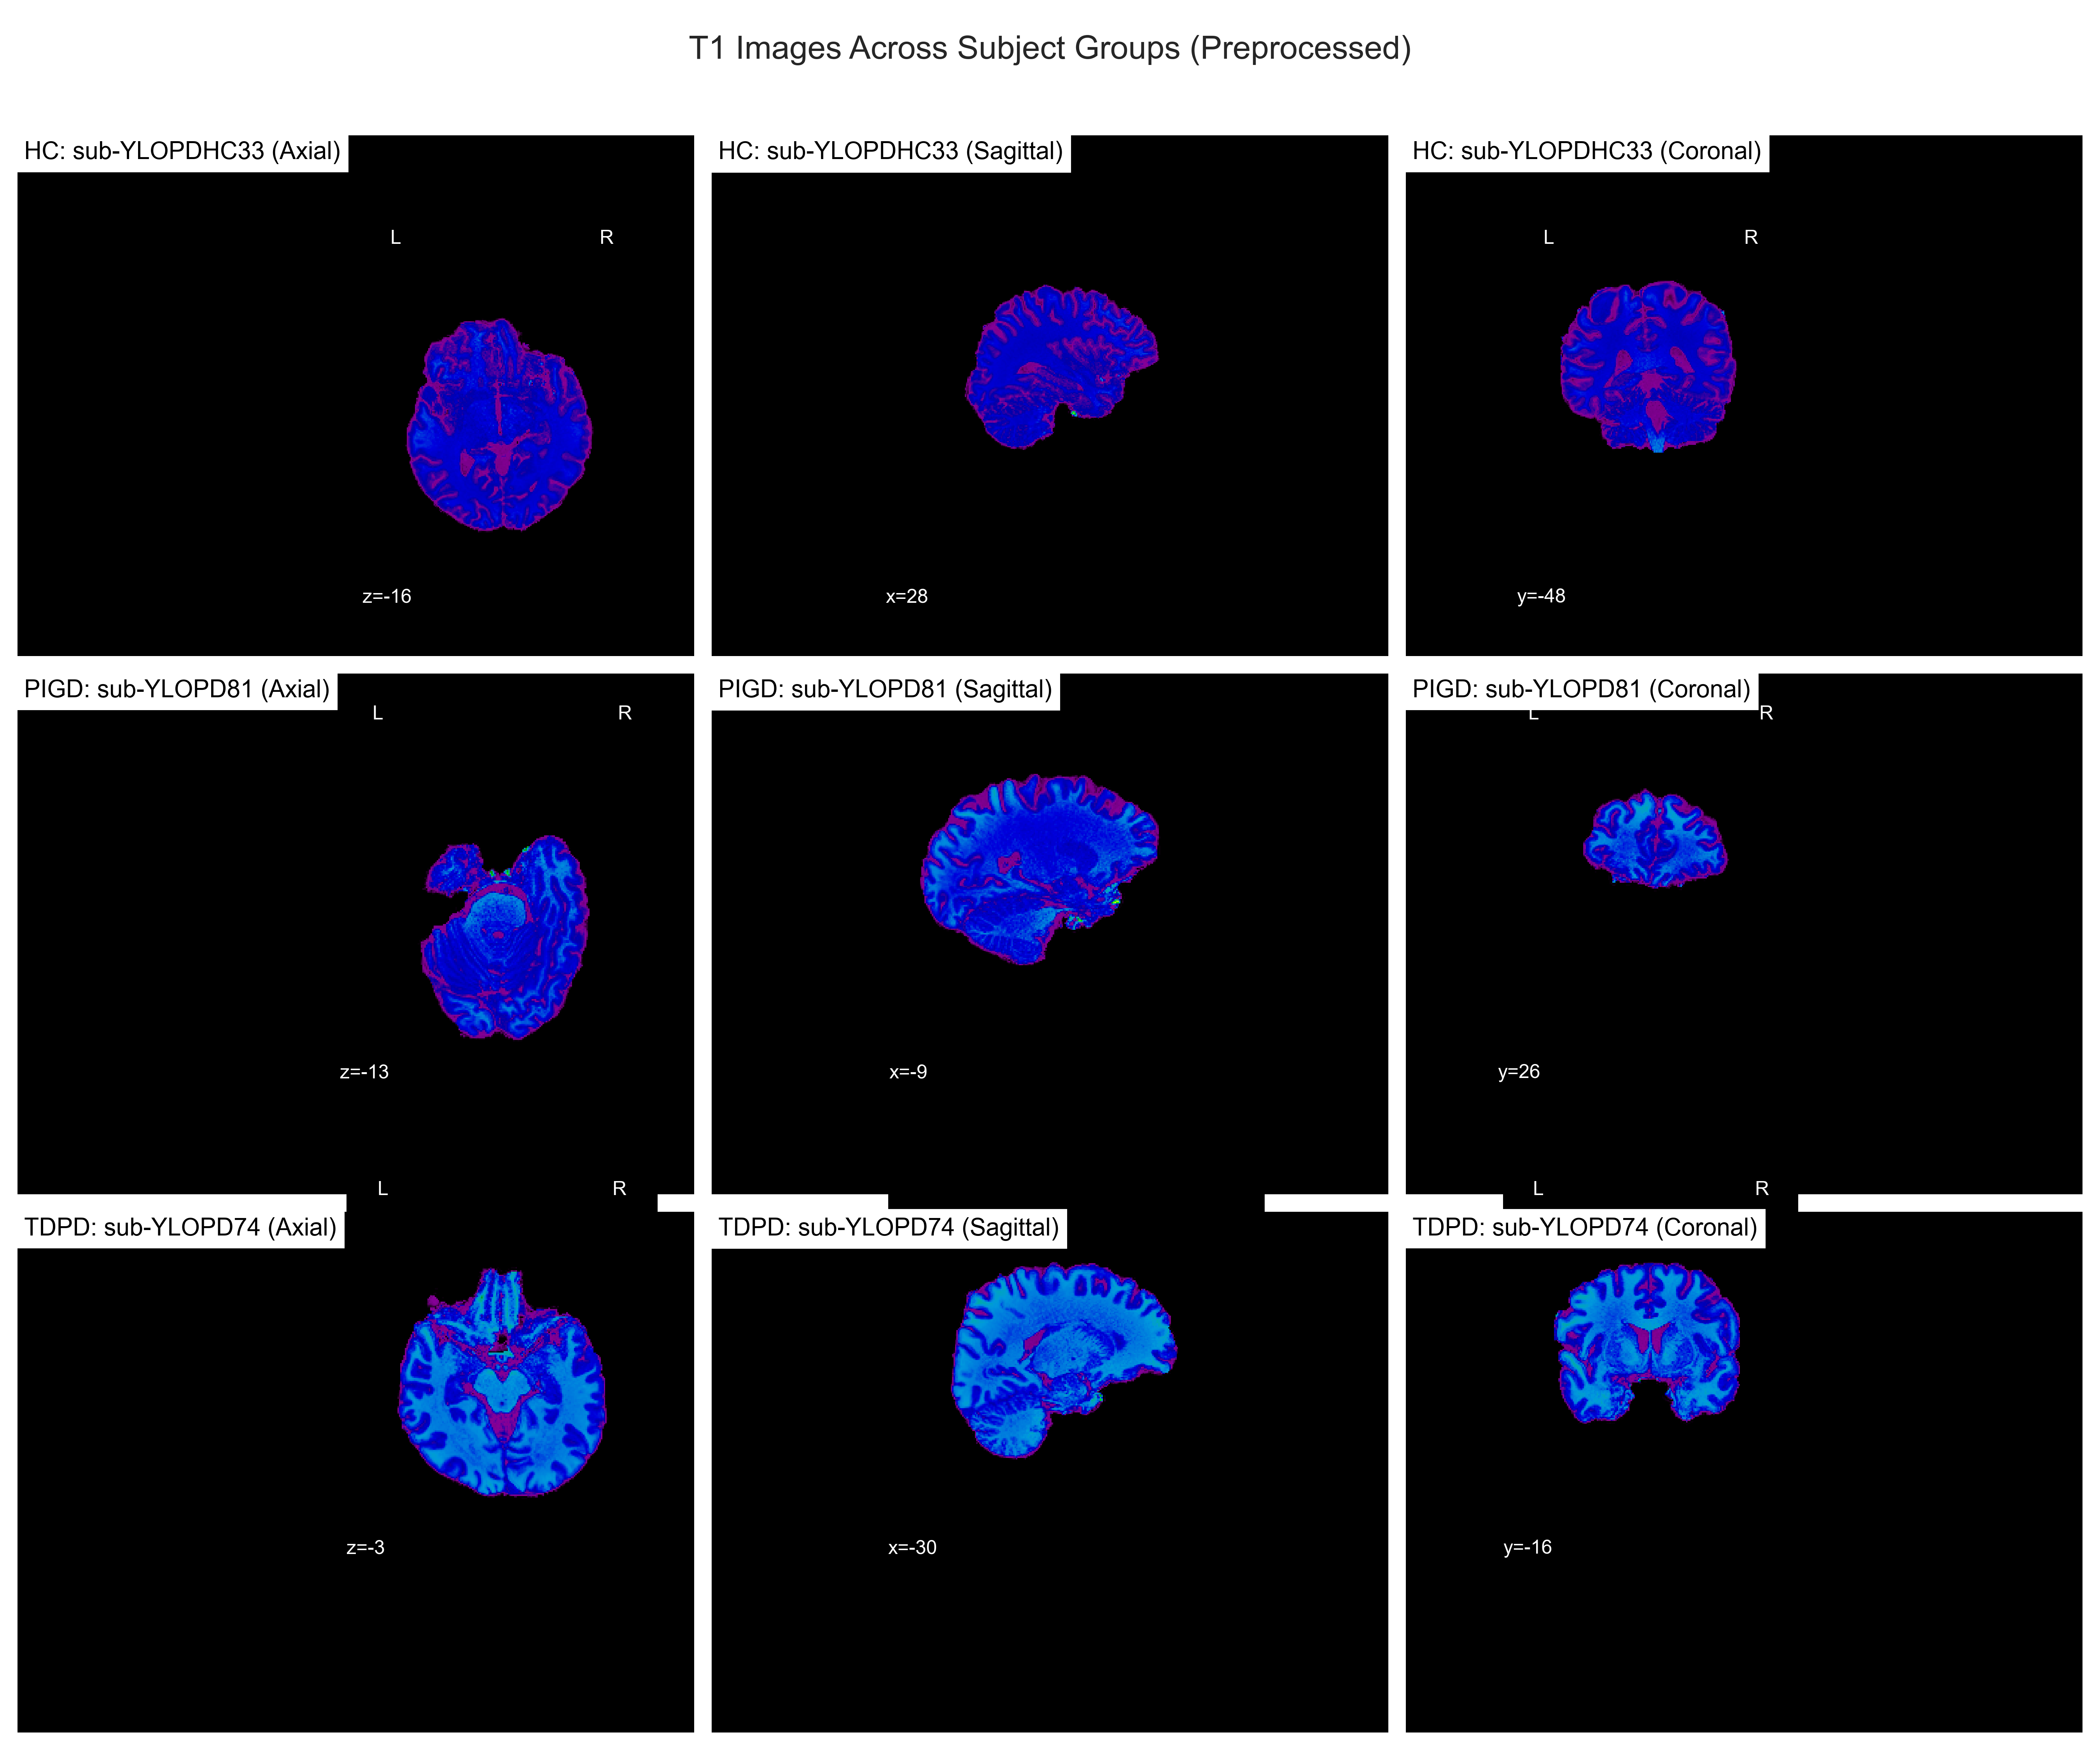 T1 Images Across Subject Groups (Preprocessed)
HC: sub-YLOPDHC33 (Axial)
L R
z=-16
HC: sub-YLOPDHC33 (Sagittal)
x=28
HC: sub-YLOPDHC33 (Coronal)
L R
y=-48
PIGD: sub-YLOPD81 (Axial)
L R
z=-13
PIGD: sub-YLOPD81 (Sagittal)
x=-9
PIGD: sub-YLOPD81 (Coronal)
L R
y=26
TDPD: sub-YLOPD74 (Axial)
L R
z=-3
TDPD: sub-YLOPD74 (Sagittal)
x=-30
TDPD: sub-YLOPD74 (Coronal)
L R
y=-16